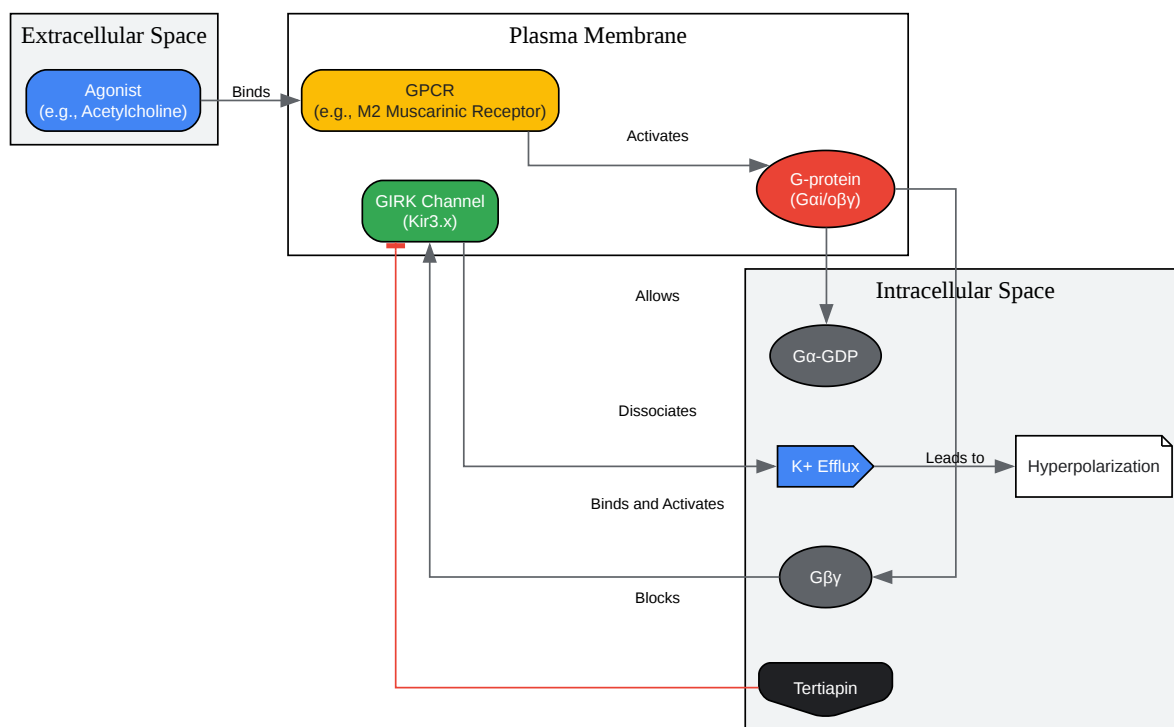 Extracellular Space
Plasma Membrane
Agonist
(e.g., Acetylcholine)
Binds
GPCR
(e.g., M2 Muscarinic Receptor)
Activates
G-protein
(Gαi/oβγ)
GIRK Channel
(Kir3.x)
Allows
Intracellular Space
Gα-GDP
Dissociates
K+ Efflux
Leads to
Hyperpolarization
Binds and Activates
Gβγ
Blocks
Tertiapin